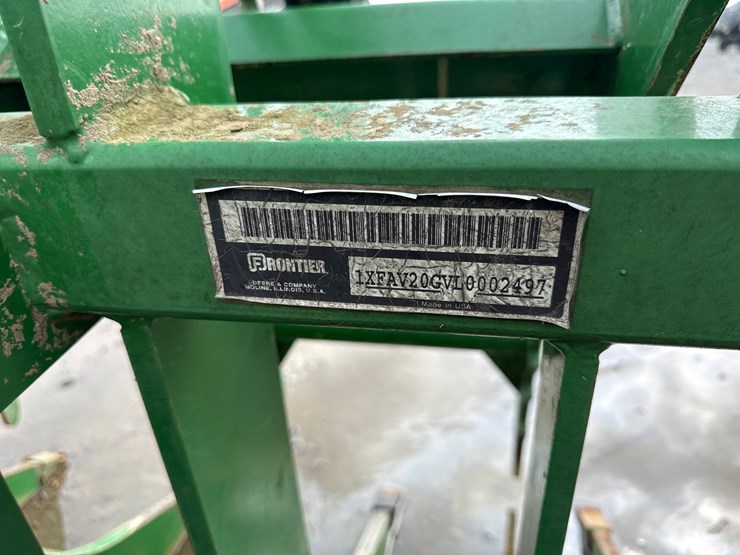 FRONTIER
DEERE & COMPANY
MOLINE, ILLINOIS, U.S.A.
1XFAV20GVL0002497
Made in USA